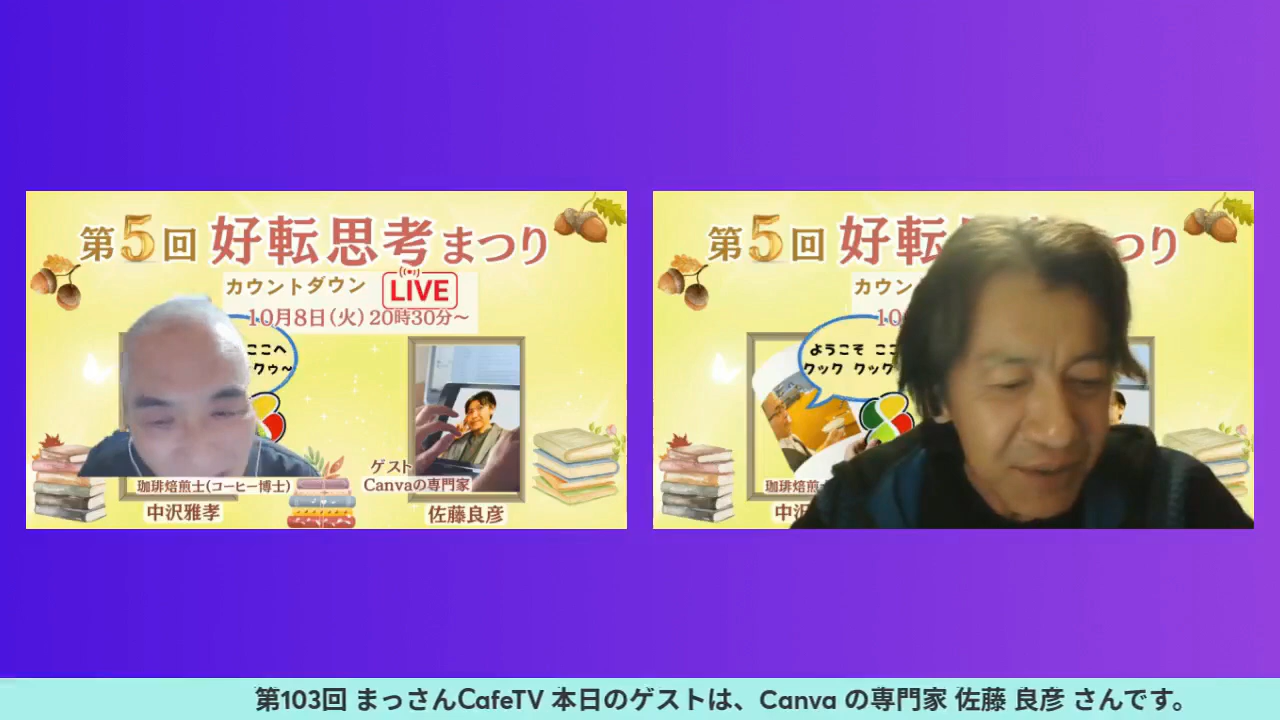 第5回 好転思考まつり
カウントダウン LIVE
10月8日(火)20時30分～
ここへ
クゥ～
ゲスト
珈琲焙煎士(コーヒー博士)
Canvaの専門家
中沢雅孝
佐藤良彦
第5回 好転
つり
カウン
10
ようこそ ここ
クック クック
珈琲焙煎
中沢
第103回 まっさんCafeTV 本日のゲストは、Canva の専門家 佐藤 良彦 さんです。